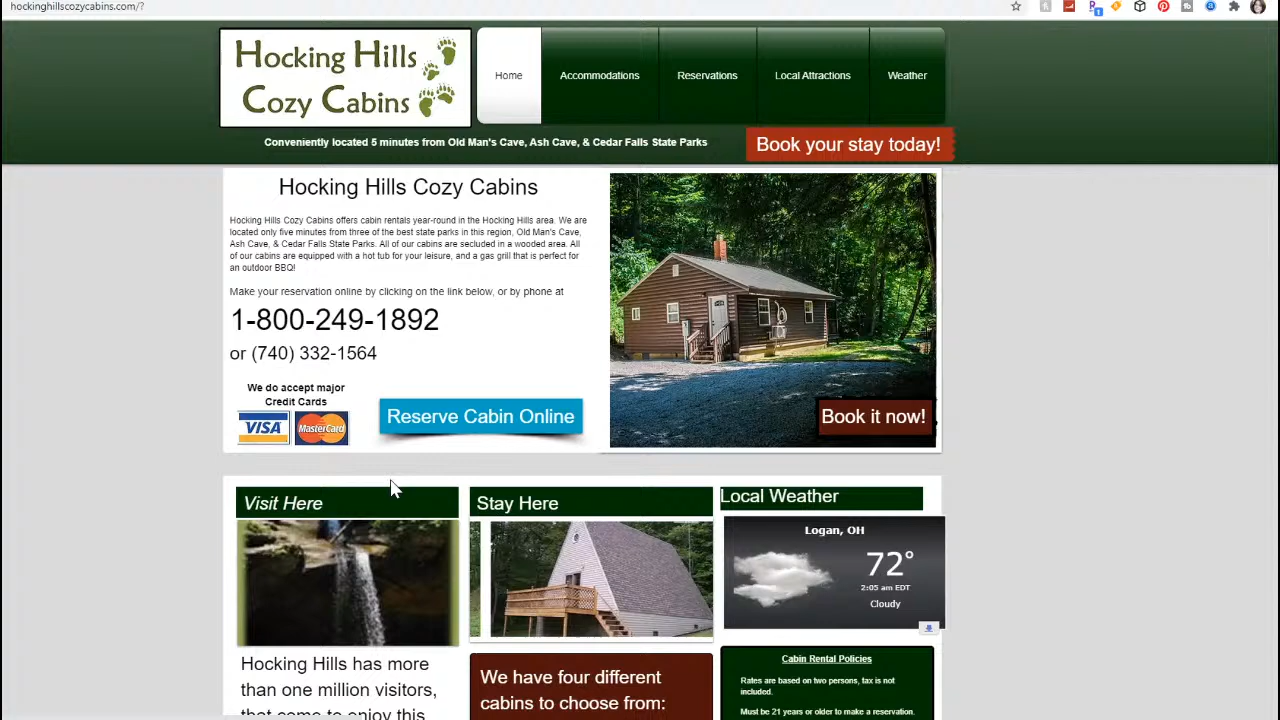 hockinghillscozycabins.com/?
Hocking Hills
Cozy Cabins
Home
Accommodations
Reservations
Local Attractions
Weather
Conveniently located 5 minutes from Old Man's Cave, Ash Cave, & Cedar Falls State Parks
Book your stay today!
Hocking Hills Cozy Cabins
Hocking Hills Cozy Cabins offers cabin rentals year-round in the Hocking Hills area. We are
located only five minutes from three of the best state parks in this region, Old Man's Cave,
Ash Cave, & Cedar Falls State Parks. All of our cabins are secluded in a wooded area. All
of our cabins are equipped with a hot tub for your leisure, and a gas grill that is perfect for
an outdoor BBQ!
Make your reservation online by clicking on the link below, or by phone at
1-800-249-1892
or (740) 332-1564
We do accept major
Credit Cards
VISA
MasterCard
Reserve Cabin Online
Book it now!
Visit Here
Hocking Hills has more
than one million visitors,
that come to enjoy this
Stay Here
We have four different
cabins to choose from:
Local Weather
Logan, OH
72°
2:05 am EDT
Cloudy
Cabin Rental Policies
Rates are based on two persons, tax is not
included.
Must be 21 years or older to make a reservation.